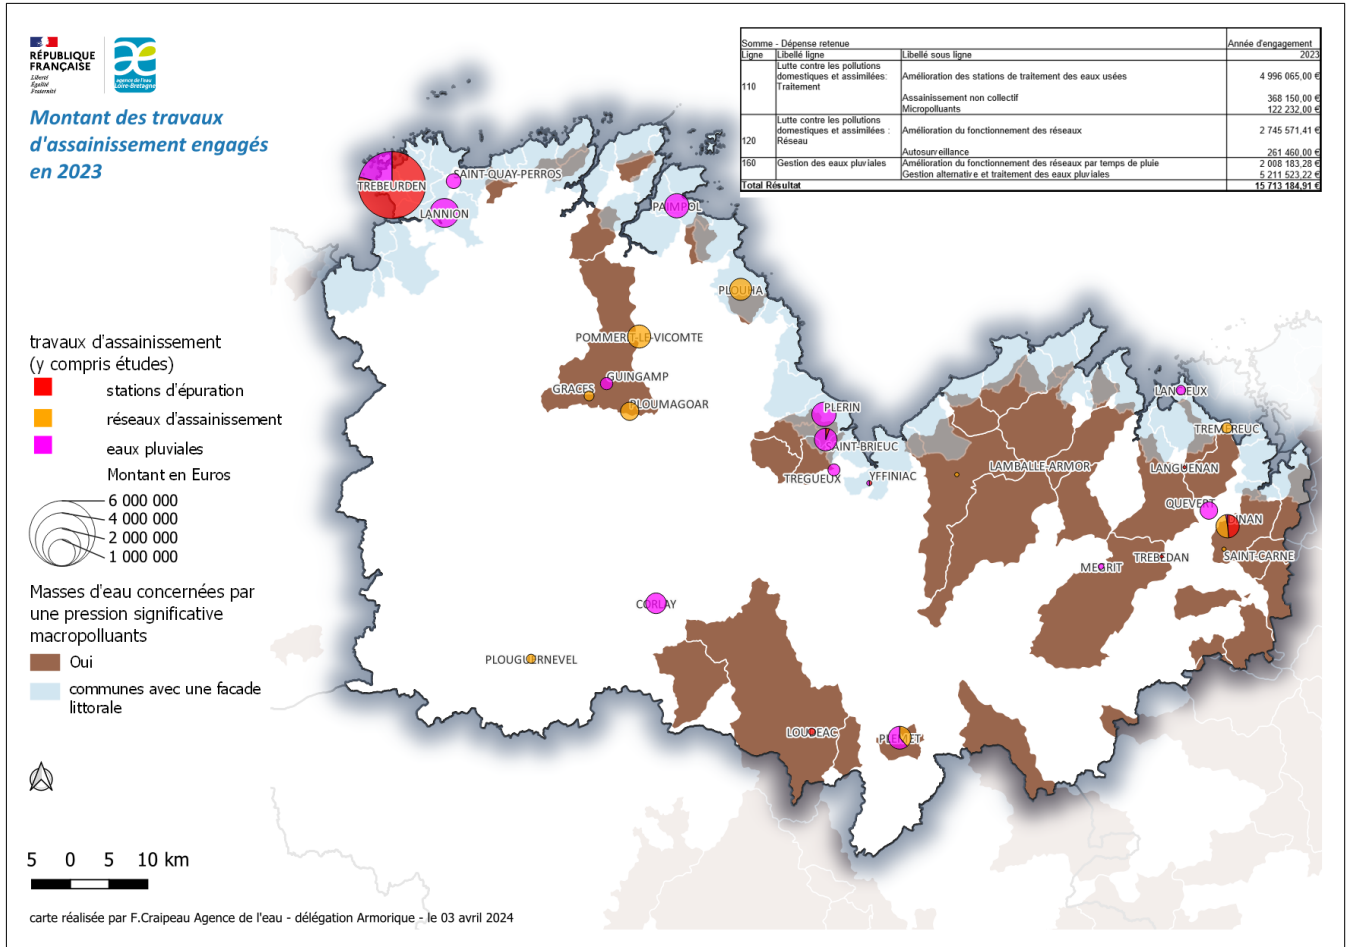 RÉPUBLIQUE
FRANÇAISE
Liberté
Égalité
Fraternité
agence de l'eau
Loire-Bretagne
Montant des travaux
d'assainissement engagés
en 2023
Somme - Dépense retenue
Année d'engagement
Ligne Libellé ligne Libellé sous ligne 2023
110 Lutte contre les pollutions
domestiques et assimilées:
Traitement
Amélioration des stations de traitement des eaux usées 4 996 065,00 €
Assainissement non collectif 368 150,00 €
Micropolluants 122 232,00 €
120 Lutte contre les pollutions
domestiques et assimilées :
Réseau
Amélioration du fonctionnement des réseaux 2 745 571,41 €
Autosurveillance 261 460,00 €
160 Gestion des eaux pluviales Amélioration du fonctionnement des réseaux par temps de pluie 2 008 183,28 €
Gestion alternative et traitement des eaux pluviales 5 211 523,22 €
Total Résultat 15 713 184,91 €
TREBEURDEN
SAINT-QUAY-PERROS
LANNION
PAIMPOL
PLOUHA
POMMERIT-LE-VICOMTE
GUINGAMP
GRACES
PLOUMAGOAR
PLERIN
SAINT-BRIEUC
TREGUEUX
YFFINIAC
LAMBALLE-ARMOR
LANCIEUX
TREMEREUC
LANGUENAN
QUEVERT
DINAN
SAINT-CARNE
TREBEDAN
MEGRIT
CORLAY
PLOUGUERNEVEL
LOUDEAC
PLEMET
travaux d'assainissement
(y compris études)
stations d'épuration
réseaux d'assainissement
eaux pluviales
Montant en Euros
6 000 000
4 000 000
2 000 000
1 000 000
Masses d'eau concernées par
une pression significative
macropolluants
Oui
communes avec une facade
littorale
5 0 5 10 km
carte réalisée par F.Craipeau Agence de l'eau - délégation Armorique - le 03 avril 2024